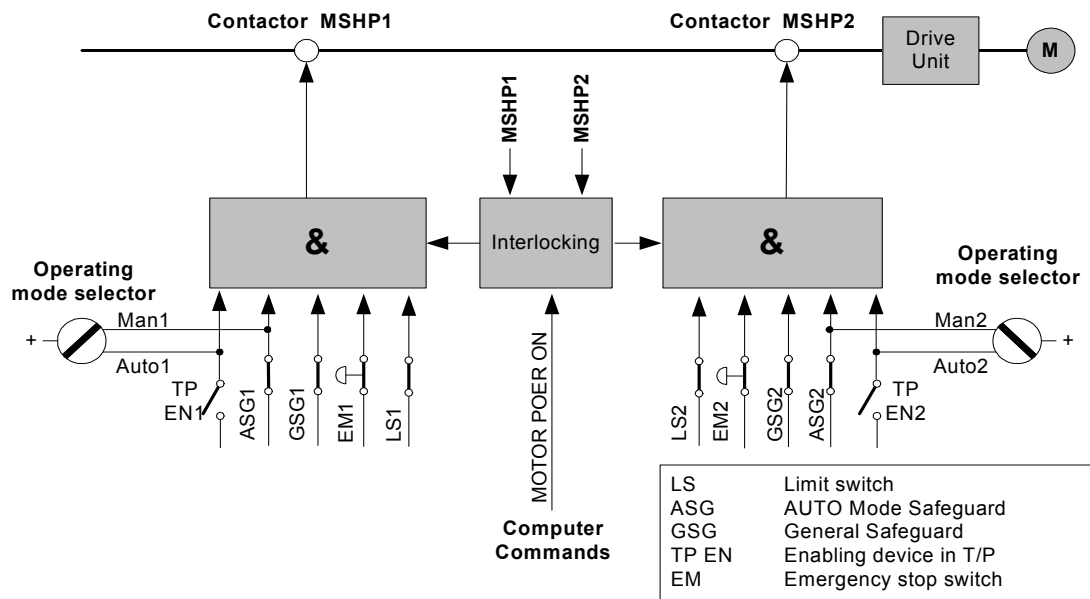 Contactor MSHP1
Contactor MSHP2
Drive
Unit
M
MSHP1
MSHP2
&
Interlocking
&
Operating
mode selector
Operating
mode selector
+
Man1
Auto1
Man2
Auto2
+
TP
EN1
ASG1
GSG1
EM1
LS1
MOTOR POER ON
LS2
EM2
GSG2
ASG2
TP
EN2
Computer
Commands
LS Limit switch
ASG AUTO Mode Safeguard
GSG General Safeguard
TP EN Enabling device in T/P
EM Emergency stop switch